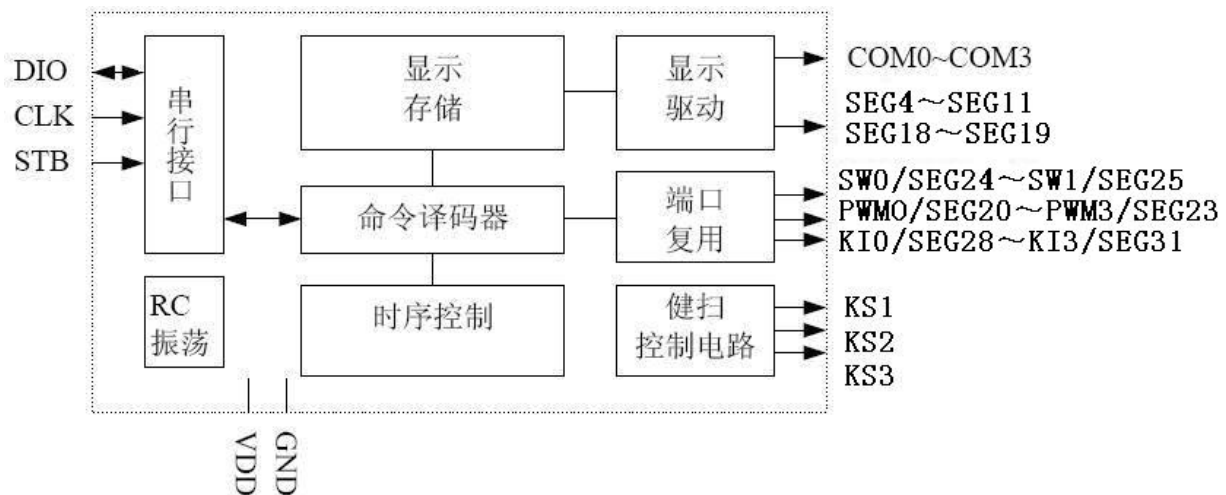 DIO
CLK
STB
串行接口
显示
存储
显示
驱动
COM0~COM3
SEG4～SEG11
SEG18～SEG19
命令译码器
端口
复用
SW0/SEG24～SW1/SEG25
PWM0/SEG20～PWM3/SEG23
KI0/SEG28～KI3/SEG31
RC
振荡
时序控制
健扫
控制电路
KS1
KS2
KS3
VDD
GND